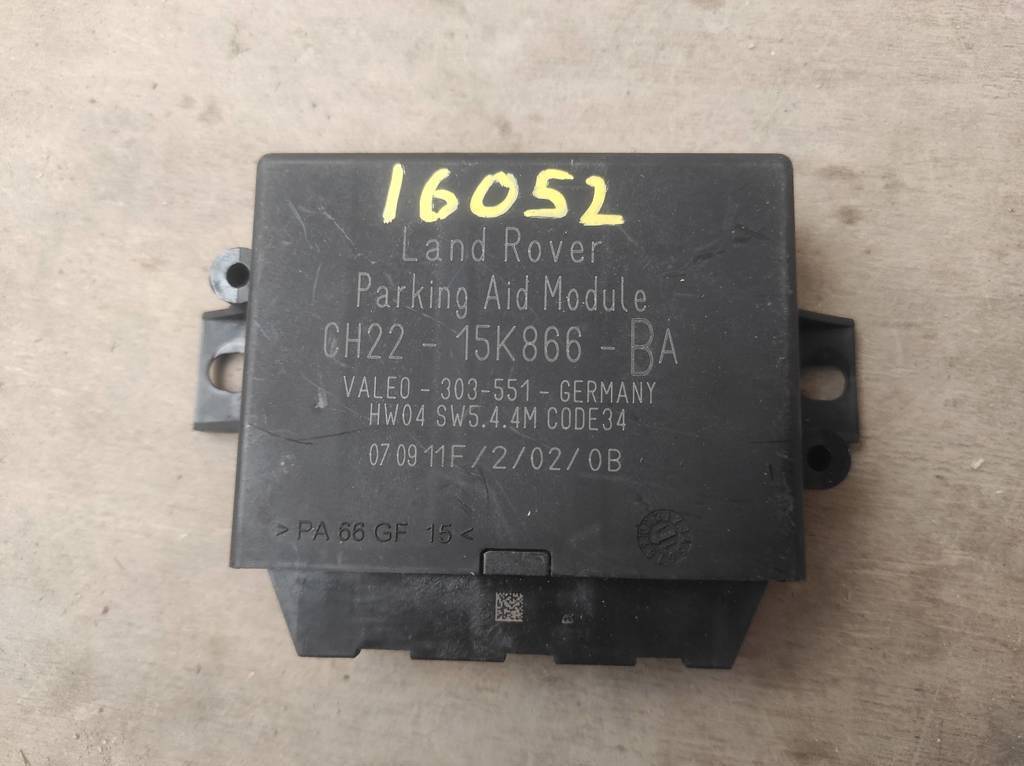 16052
Land Rover
Parking Aid Module
CH22 - 15K866 - BA
VALEO - 303-551 - GERMANY
HW04 SW5.4.4M CODE34
07 09 11F/2/02/0B
>PA 66 GF 15<